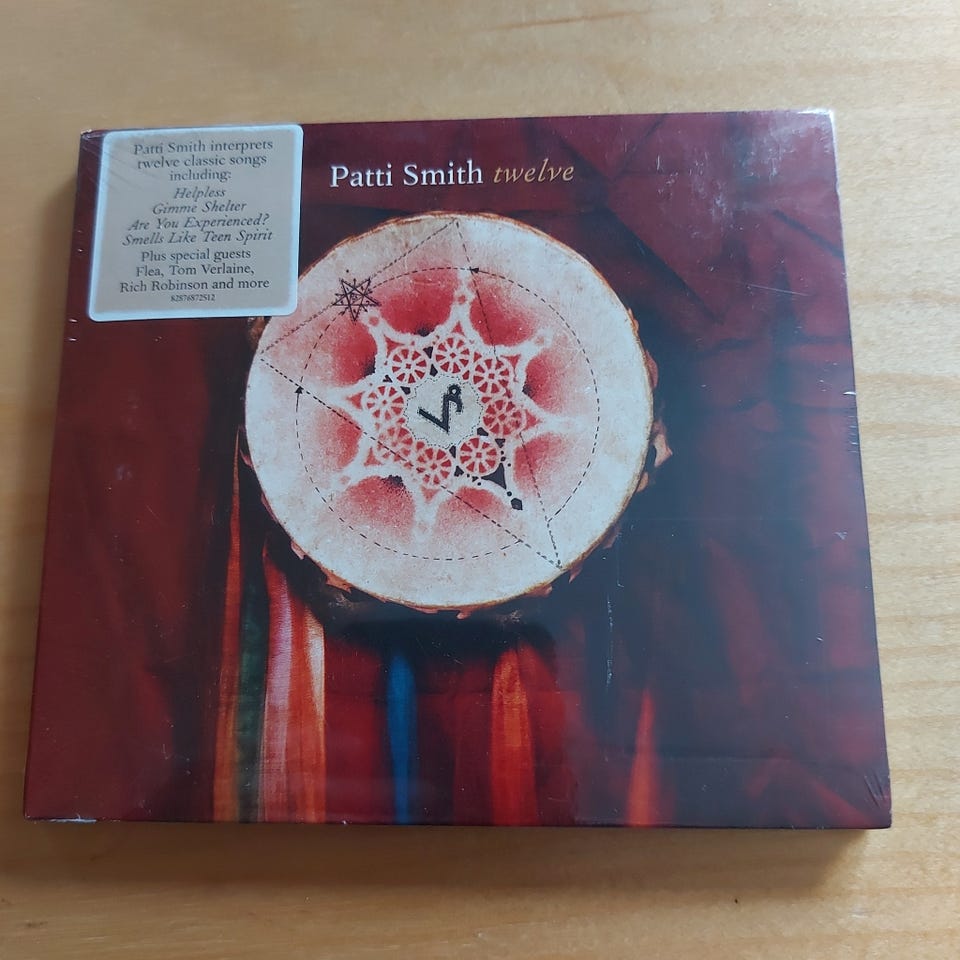 Patti Smith interprets
twelve classic songs
including:
Helpless
Gimme Shelter
Are You Experienced?
Smells Like Teen Spirit
Plus special guests
Flea, Tom Verlaine,
Rich Robinson and more
82876872512
Patti Smith twelve